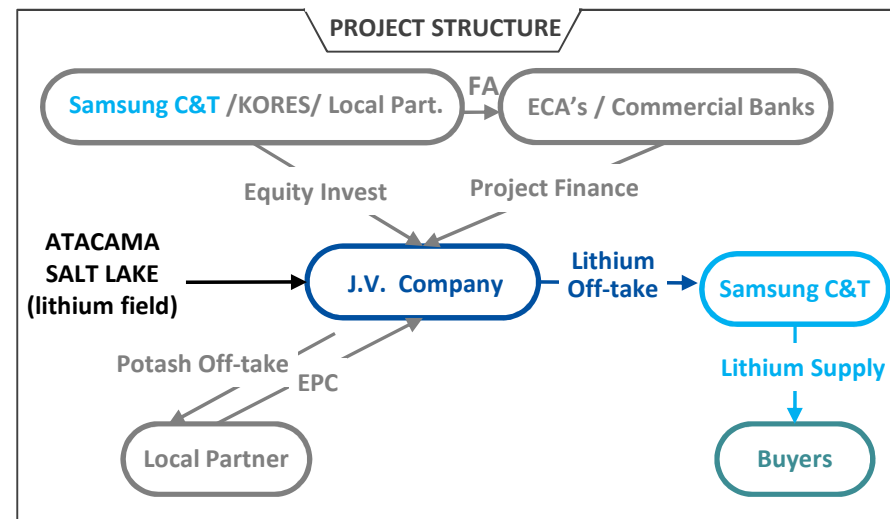 PROJECT STRUCTURE
Samsung C&T /KORES/ Local Part.
FA
ECA's / Commercial Banks
Equity Invest
Project Finance
ATACAMA
SALT LAKE
(lithium field)
J.V. Company
Lithium
Off-take
Samsung C&T
Potash Off-take
EPC
Lithium Supply
Local Partner
Buyers